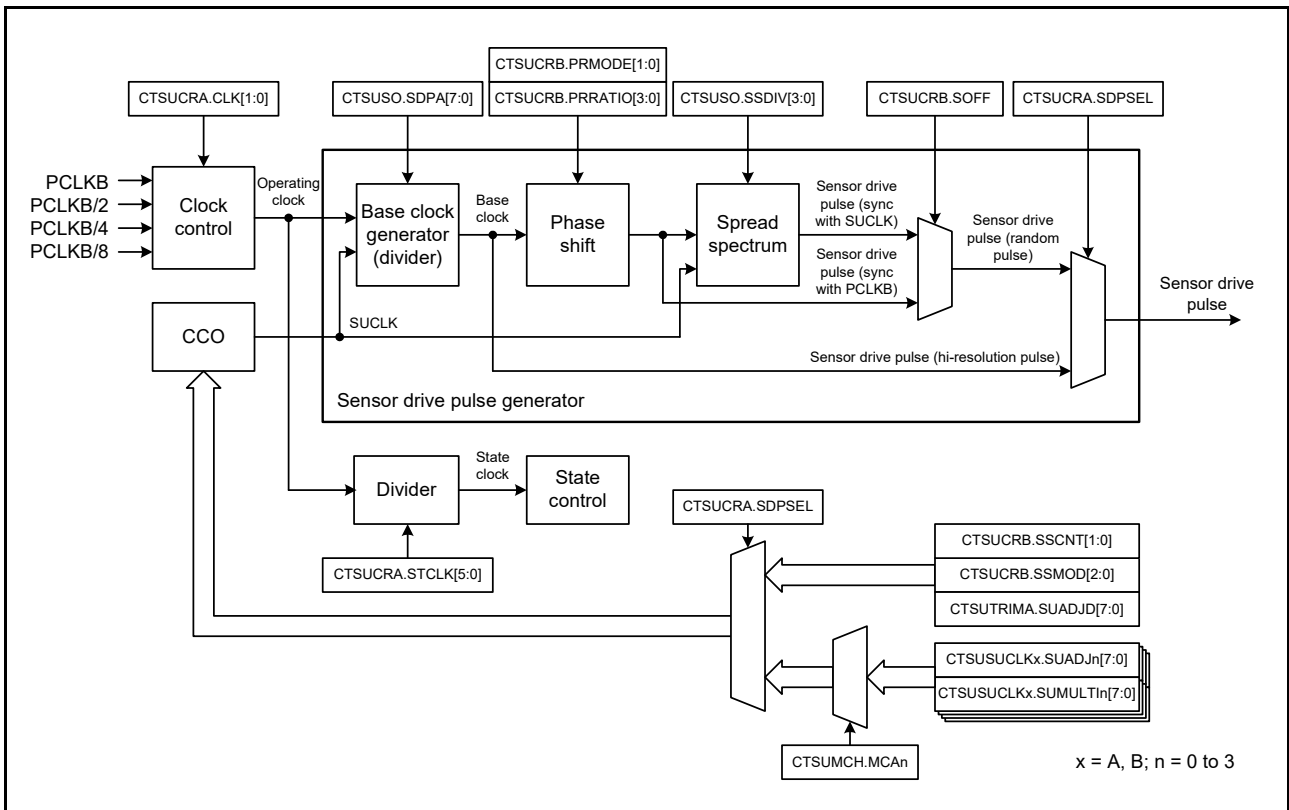 CTSUCRB.PRMODE[1:0]
CTSUCRA.CLK[1:0]
CTSUSO.SDPA[7:0]
CTSUCRB.PRRATIO[3:0]
CTSUSO.SSDIV[3:0]
CTSUCRB.SOFF
CTSUCRA.SDPSEL
PCLKB
PCLKB/2
PCLKB/4
PCLKB/8
Clock
control
Operating
clock
Base clock
generator
(divider)
Base
clock
Phase
shift
Spread
spectrum
Sensor drive
pulse (sync
with SUCLK)
Sensor drive
pulse (sync
with PCLKB)
Sensor drive
pulse (random
pulse)
Sensor drive
pulse
CCO
SUCLK
Sensor drive pulse (hi-resolution pulse)
Sensor drive pulse generator
Divider
State
clock
State
control
CTSUCRA.STCLK[5:0]
CTSUCRA.SDPSEL
CTSUCRB.SSCNT[1:0]
CTSUCRB.SSMOD[2:0]
CTSUTRIMA.SUADJD[7:0]
CTSUSUCLKx.SUADJn[7:0]
CTSUSUCLKx.SUMULTIn[7:0]
CTSUMCH.MCAn
x = A, B; n = 0 to 3